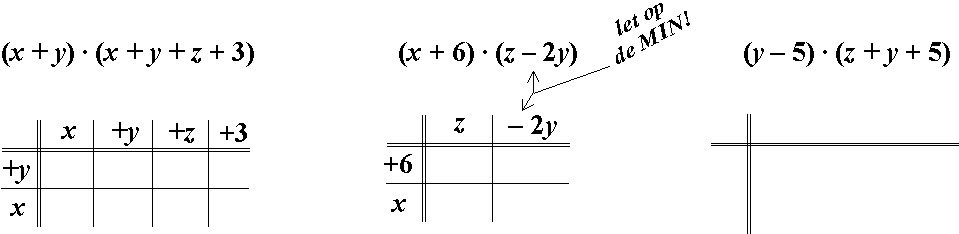 (x + y) · (x + y + z + 3)
x +y +z +3
+y
x
(x + 6) · (z – 2y)
let op
de MIN!
z – 2y
+6
x
(y – 5) · (z + y + 5)